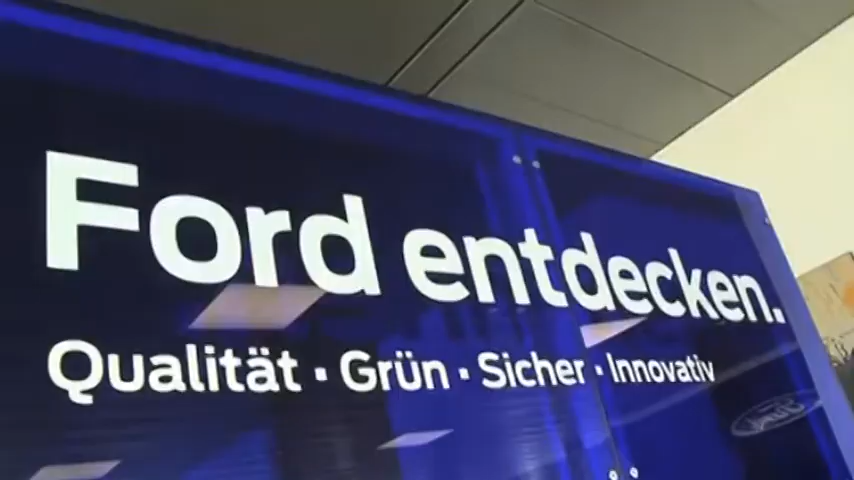 Ford entdecken.
Qualität · Grün · Sicher · Innovativ